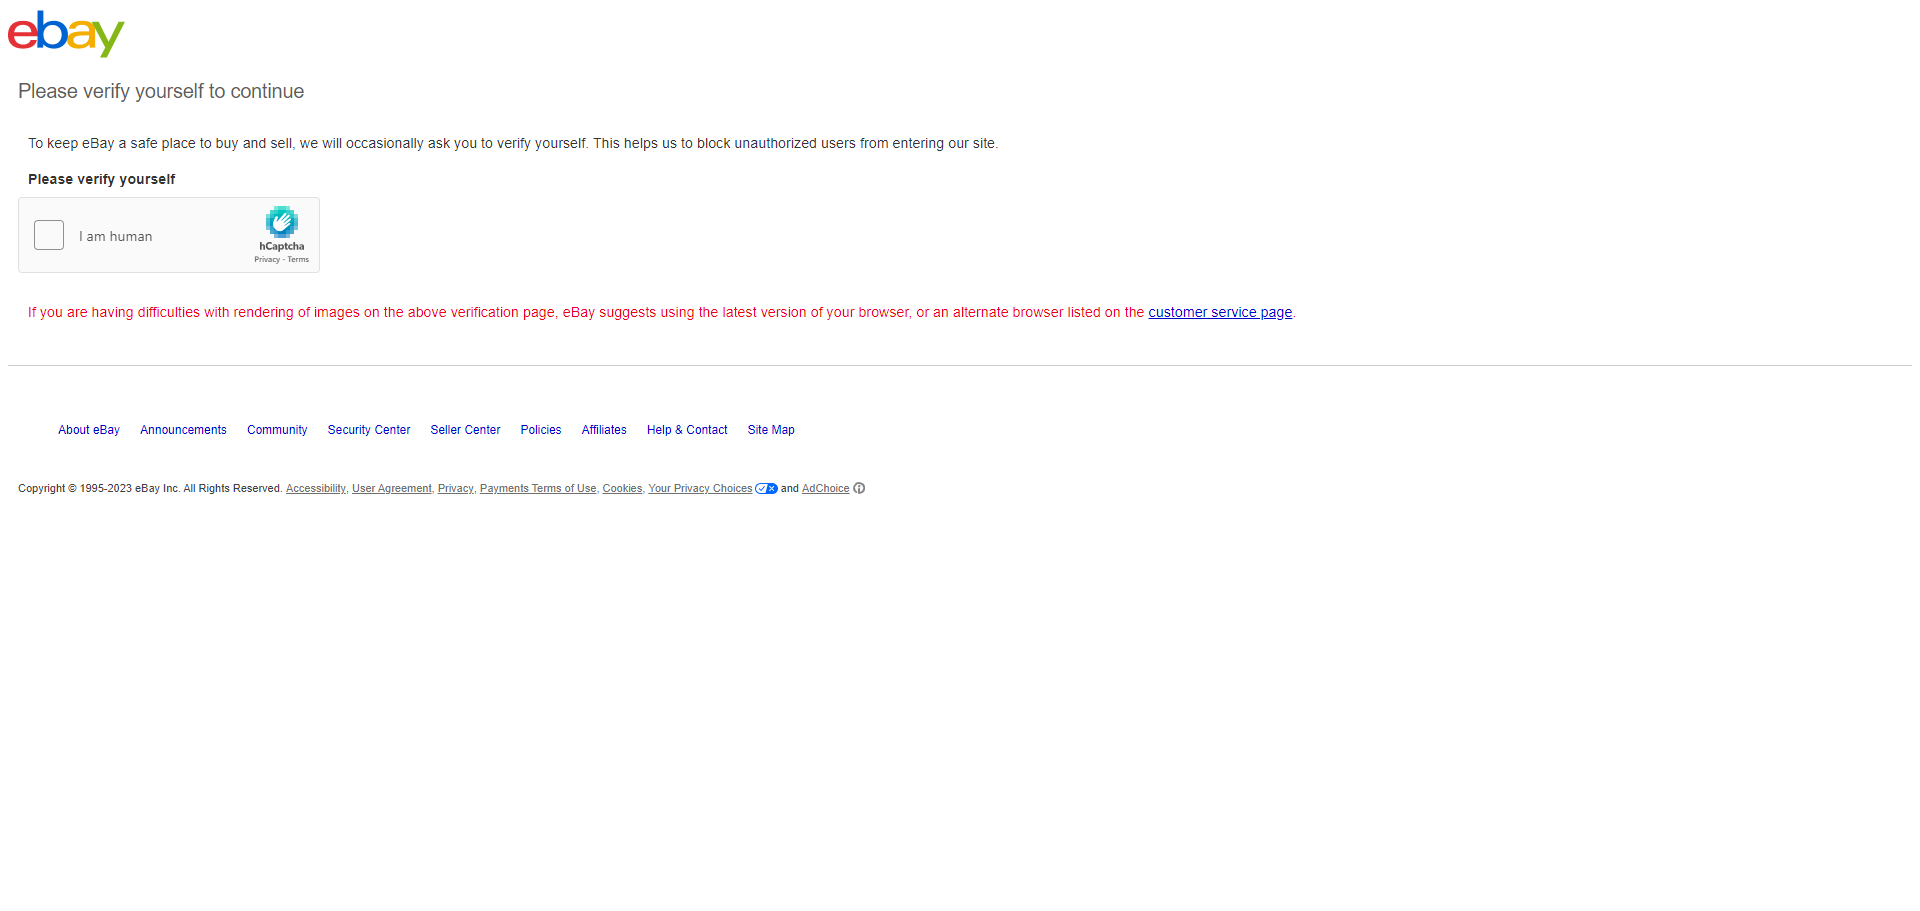 ebay
Please verify yourself to continue
To keep eBay a safe place to buy and sell, we will occasionally ask you to verify yourself. This helps us to block unauthorized users from entering our site.
Please verify yourself
I am human
hCaptcha
Privacy - Terms
If you are having difficulties with rendering of images on the above verification page, eBay suggests using the latest version of your browser, or an alternate browser listed on the customer service page.
About eBay Announcements Community Security Center Seller Center Policies Affiliates Help & Contact Site Map
Copyright © 1995-2023 eBay Inc. All Rights Reserved. Accessibility, User Agreement, Privacy, Payments Terms of Use, Cookies, Your Privacy Choices and AdChoice